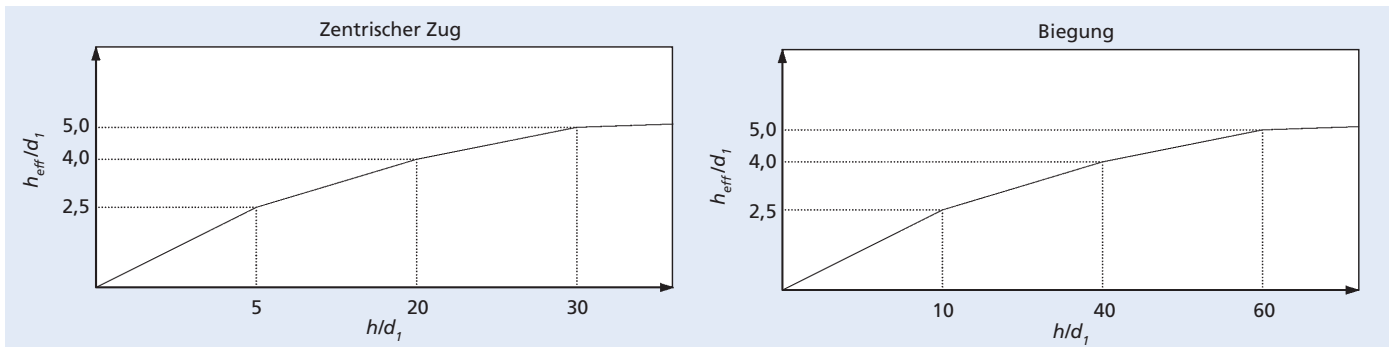 Zentrischer Zug
h_eff/d_1
5,0
4,0
2,5
5 20 30
h/d_1
Biegung
h_eff/d_1
5,0
4,0
2,5
10 40 60
h/d_1